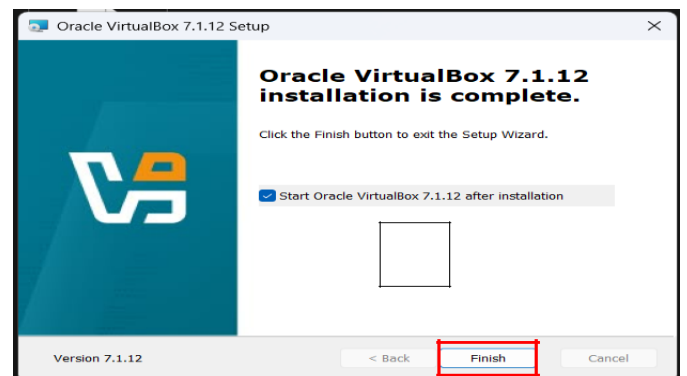 Oracle VirtualBox 7.1.12 Setup
Oracle VirtualBox 7.1.12
installation is complete.
Click the Finish button to exit the Setup Wizard.
Start Oracle VirtualBox 7.1.12 after installation
Version 7.1.12
< Back
Finish
Cancel